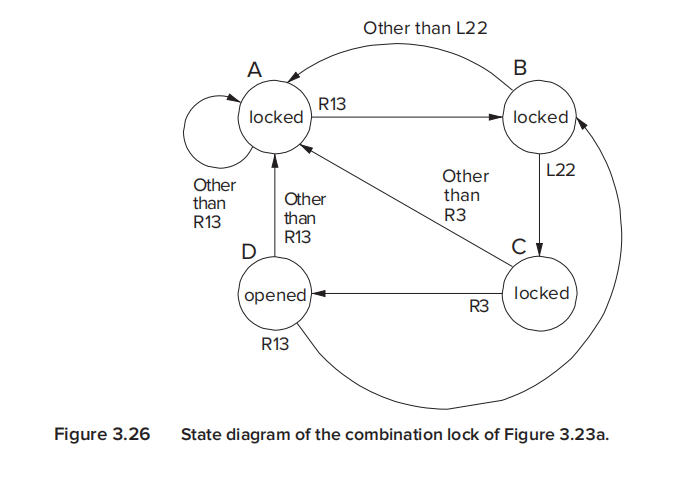 Other than L22
A
B
locked
R13
locked
Other
than
R13
Other
than
R13
Other
than
R3
L22
D
C
opened
locked
R3
R13
Figure 3.26 State diagram of the combination lock of Figure 3.23a.